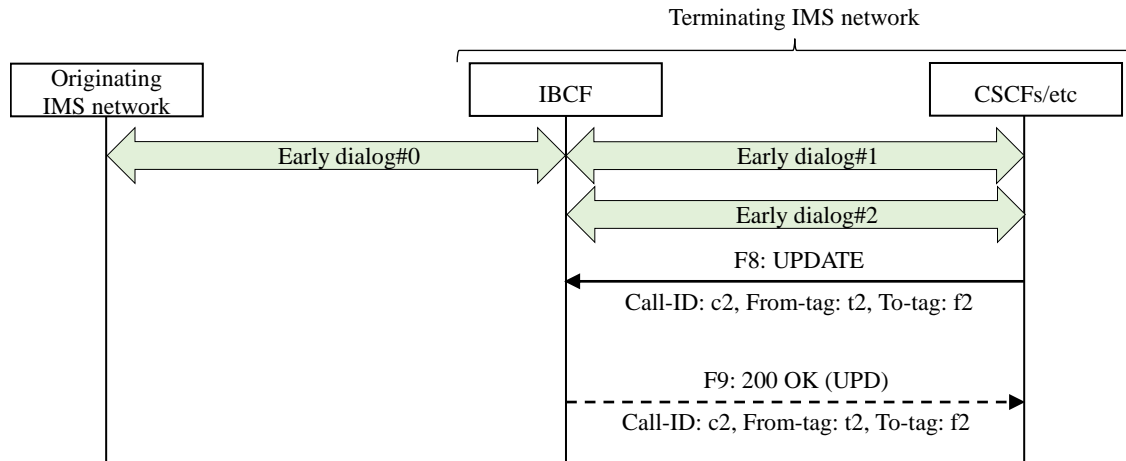 Terminating IMS network
Originating
IMS network
IBCF
CSCFs/etc
Early dialog#0
Early dialog#1
Early dialog#2
F8: UPDATE
Call-ID: c2, From-tag: t2, To-tag: f2
F9: 200 OK (UPD)
Call-ID: c2, From-tag: t2, To-tag: f2